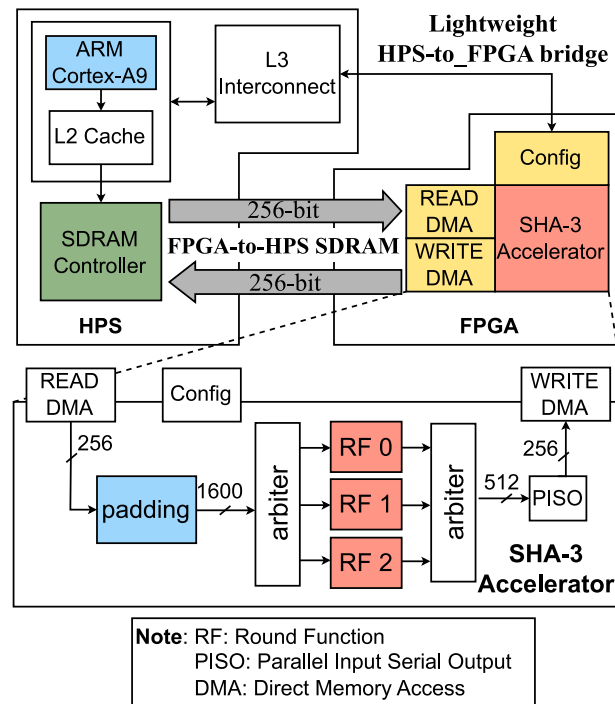 Lightweight
HPS-to_FPGA bridge
ARM
Cortex-A9
L2 Cache
L3
Interconnect
Config
SDRAM
Controller
256-bit
FPGA-to-HPS SDRAM
256-bit
READ
DMA
WRITE
DMA
SHA-3
Accelerator
HPS
FPGA
READ
DMA
Config
WRITE
DMA
256
padding
1600
arbiter
RF 0
RF 1
RF 2
arbiter
512
PISO
256
SHA-3
Accelerator
Note: RF: Round Function
PISO: Parallel Input Serial Output
DMA: Direct Memory Access